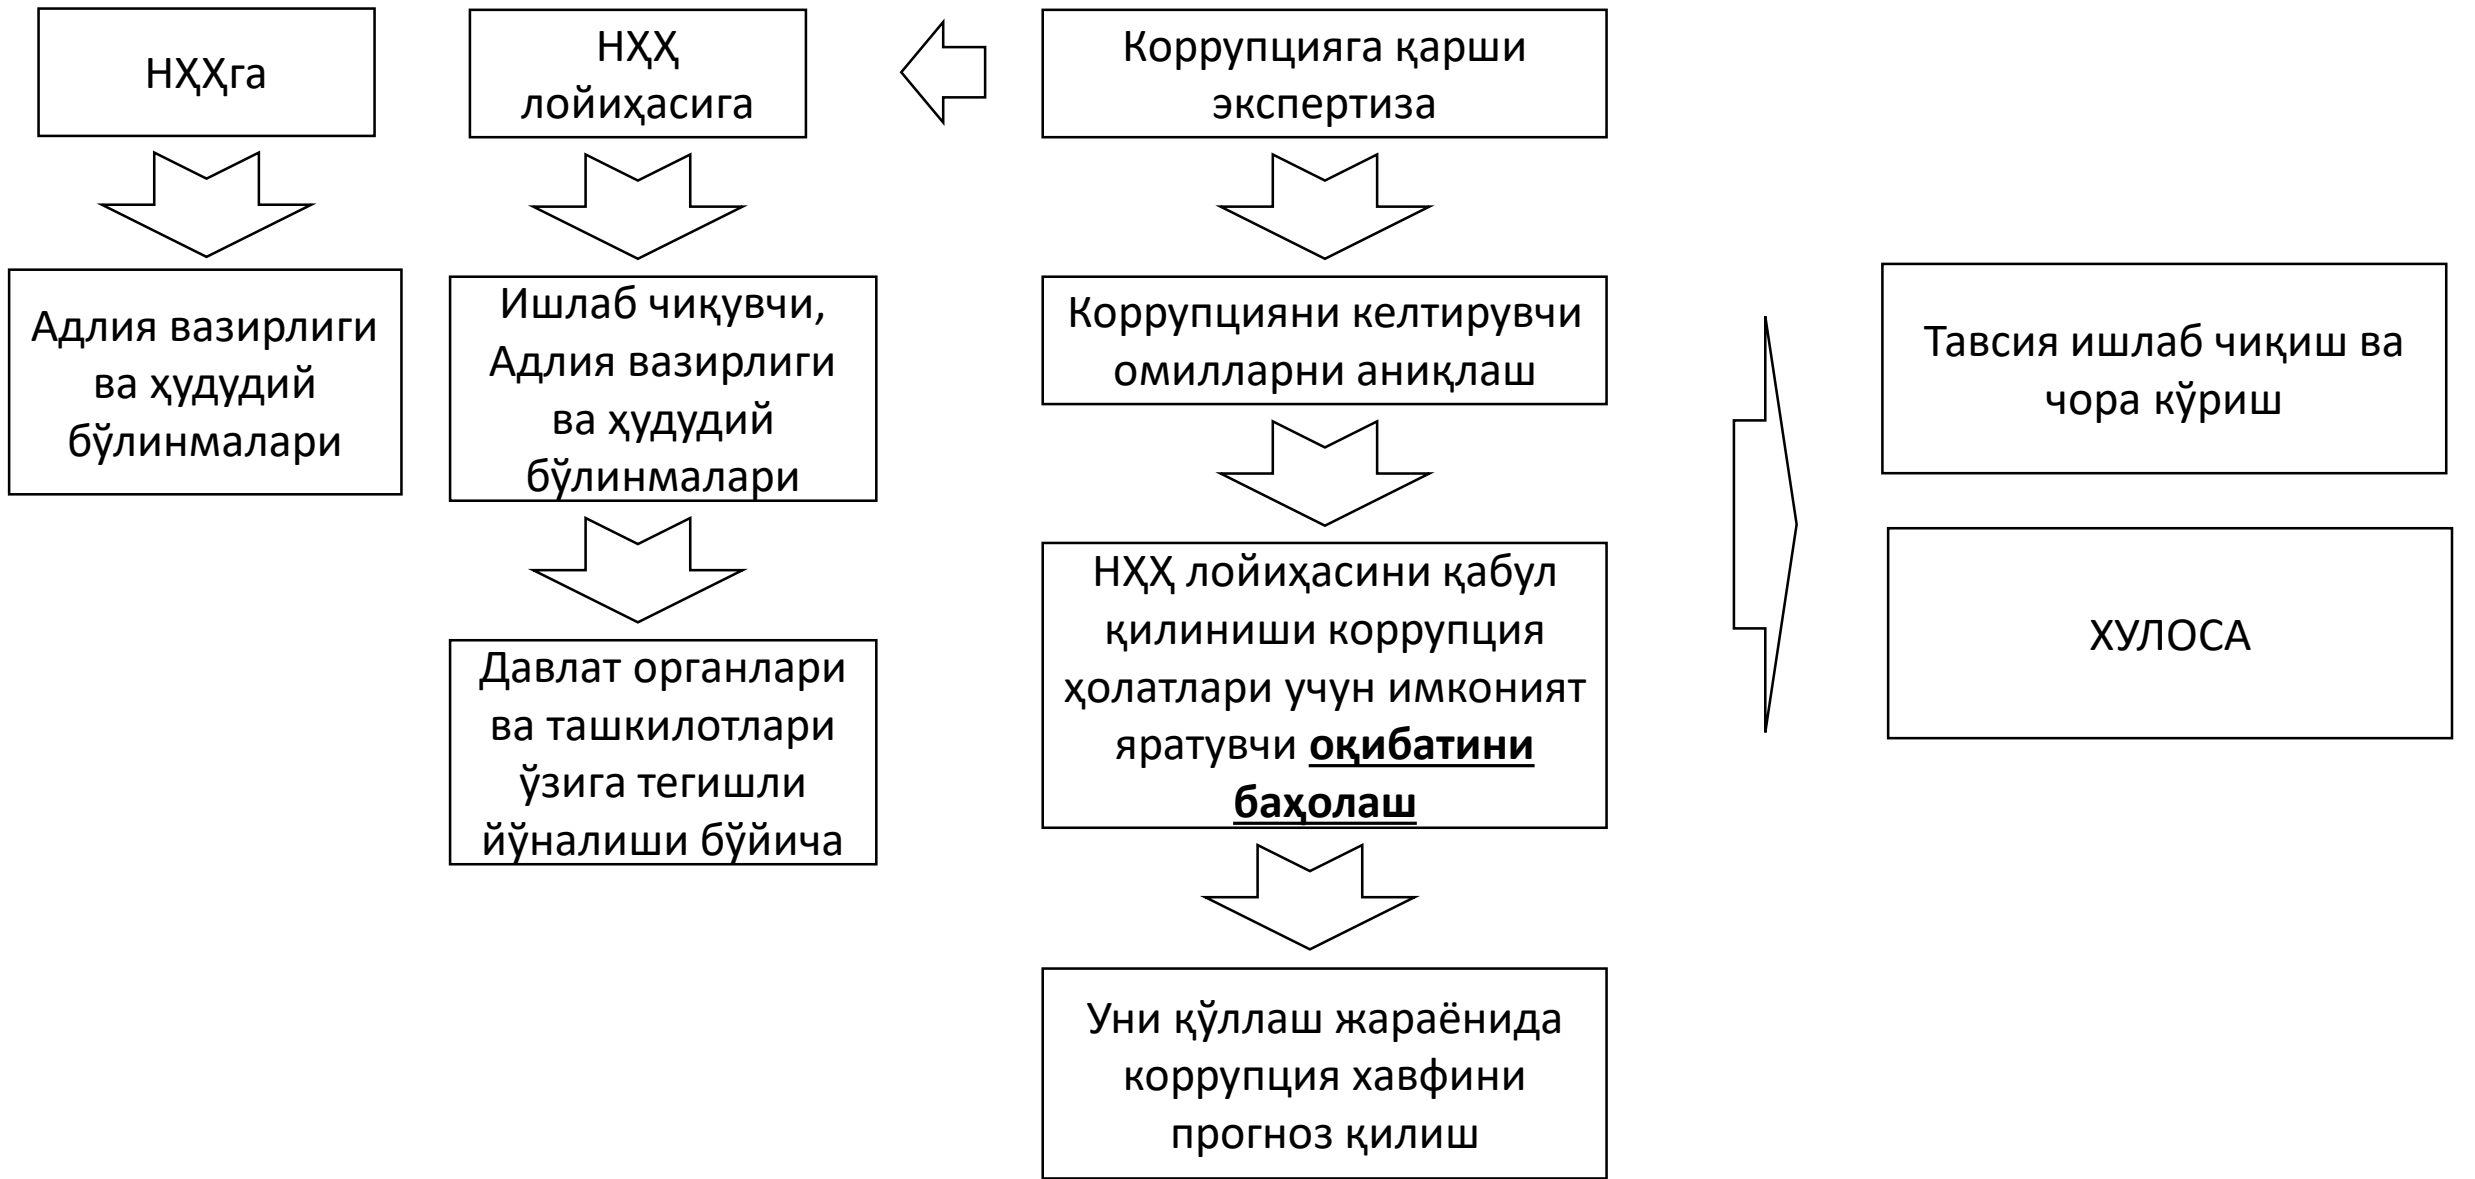 НҲҲга
НҲҲ
лойиҳасига
Коррупцияга қарши
экспертиза
Адлия вазирлиги
ва ҳудудий
бўлинмалари
Ишлаб чиқувчи,
Адлия вазирлиги
ва ҳудудий
бўлинмалари
Коррупцияни келтирувчи
омилларни аниқлаш
Тавсия ишлаб чиқиш ва
чора кўриш
Давлат органлари
ва ташкилотлари
ўзига тегишли
йўналиши бўйича
НҲҲ лойиҳасини қабул
қилиниши коррупция
ҳолатлари учун имконият
яратувчи оқибатини
баҳолаш
ХУЛОСА
Уни қўллаш жараёнида
коррупция хавфини
прогноз қилиш